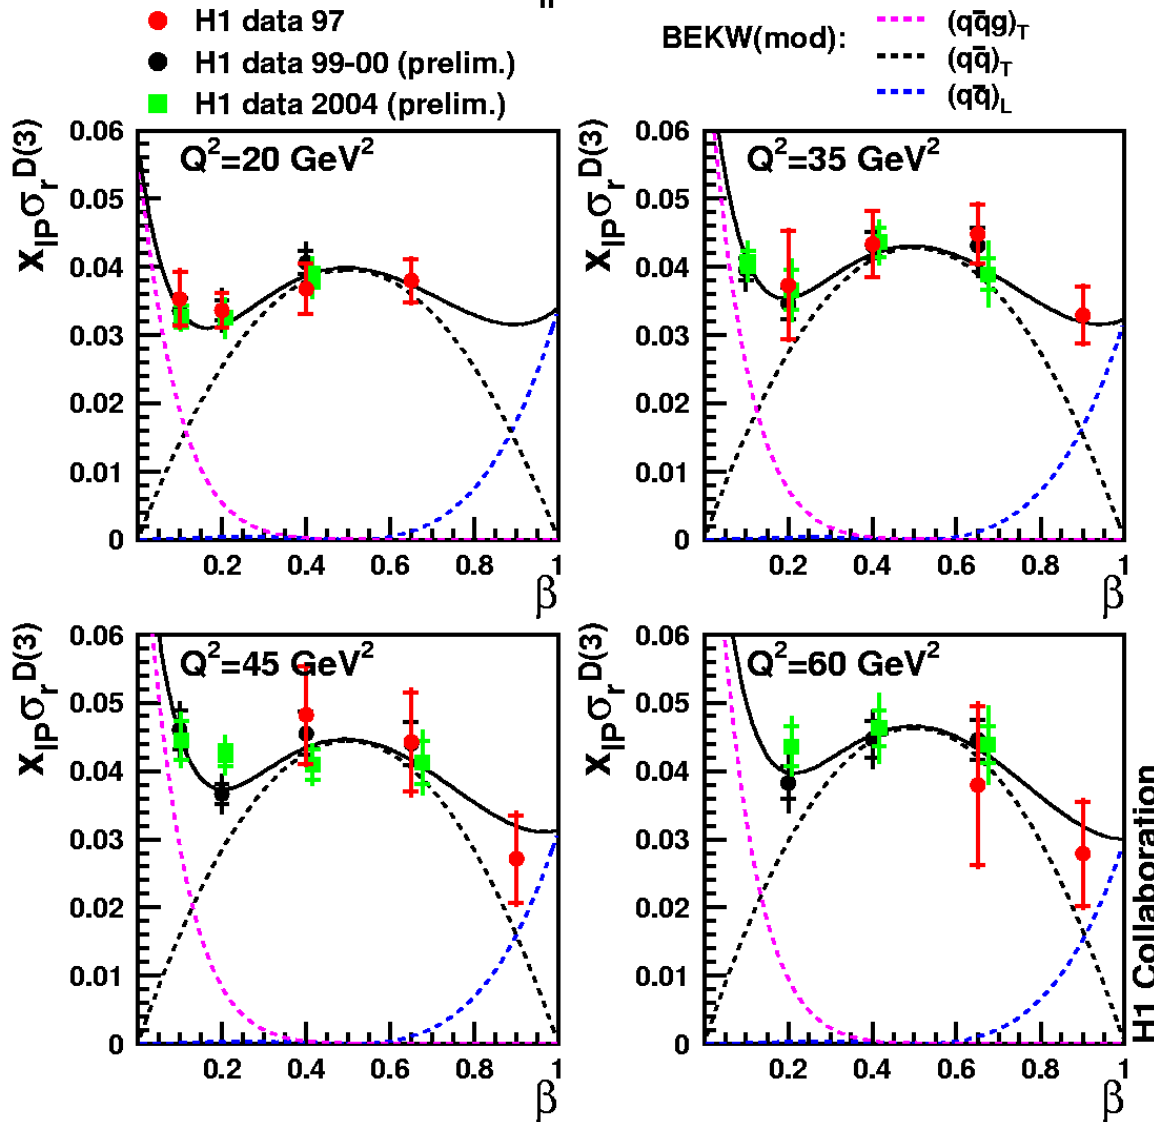 H1 data 97
H1 data 99-00 (prelim.)
H1 data 2004 (prelim.)
BEKW(mod):
(qq̅g)T
(qq̅)T
(qq̅)L
Q²=20 GeV²
xIPσrD(3)
0.06
0.05
0.04
0.03
0.02
0.01
0
0.2 0.4 0.6 0.8 1
β
Q²=35 GeV²
xIPσrD(3)
0.06
0.05
0.04
0.03
0.02
0.01
0
0.2 0.4 0.6 0.8 1
β
Q²=45 GeV²
xIPσrD(3)
0.06
0.05
0.04
0.03
0.02
0.01
0
0.2 0.4 0.6 0.8 1
β
Q²=60 GeV²
xIPσrD(3)
0.06
0.05
0.04
0.03
0.02
0.01
0
0.2 0.4 0.6 0.8 1
β
H1 Collaboration